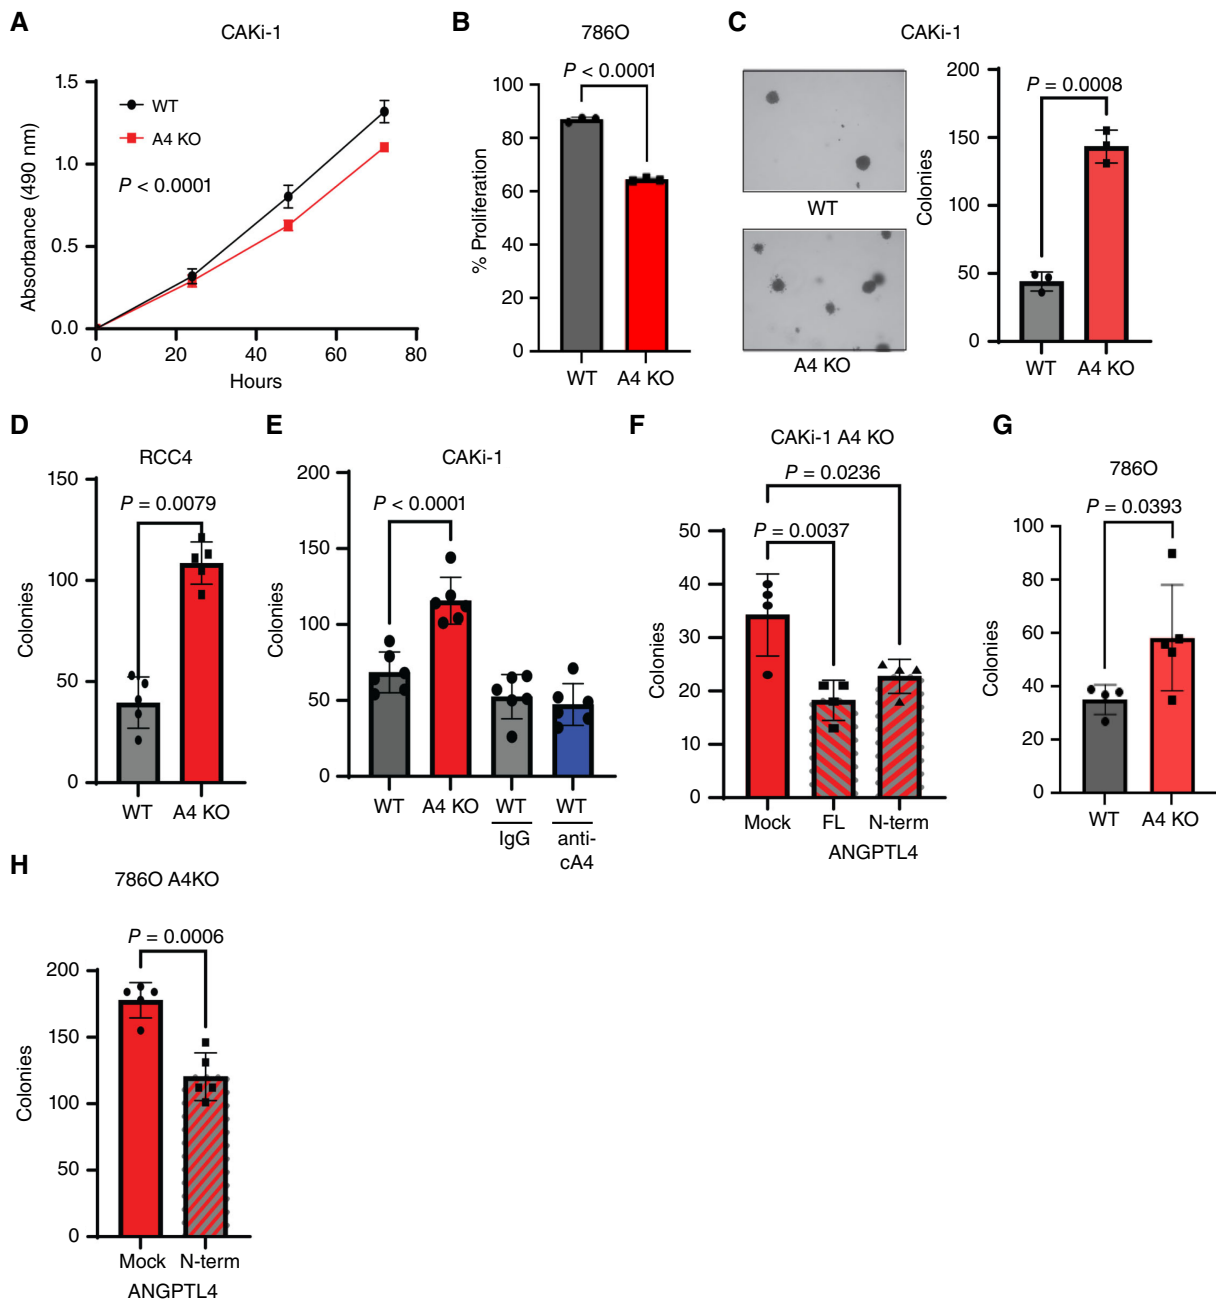 A
CAKi-1
1.5
1.0
0.5
0.0
0
20
40
60
80
Absorbance (490 nm)
Hours
WT
A4 KO
P < 0.0001
B
786O
P < 0.0001
100
80
60
40
20
0
% Proliferation
WT
A4 KO
C
CAKi-1
WT
A4 KO
200
150
100
50
0
Colonies
P = 0.0008
WT
A4 KO
D
RCC4
150
100
50
0
Colonies
P = 0.0079
WT
A4 KO
E
CAKi-1
200
150
100
50
0
Colonies
P < 0.0001
WT
A4 KO
WT
IgG
WT
anti-
cA4
F
CAKi-1 A4 KO
P = 0.0236
P = 0.0037
50
40
30
20
10
0
Colonies
Mock
FL
N-term
ANGPTL4
G
786O
P = 0.0393
100
80
60
40
20
0
Colonies
WT
A4 KO
H
786O A4KO
P = 0.0006
200
150
100
50
0
Colonies
Mock
N-term
ANGPTL4